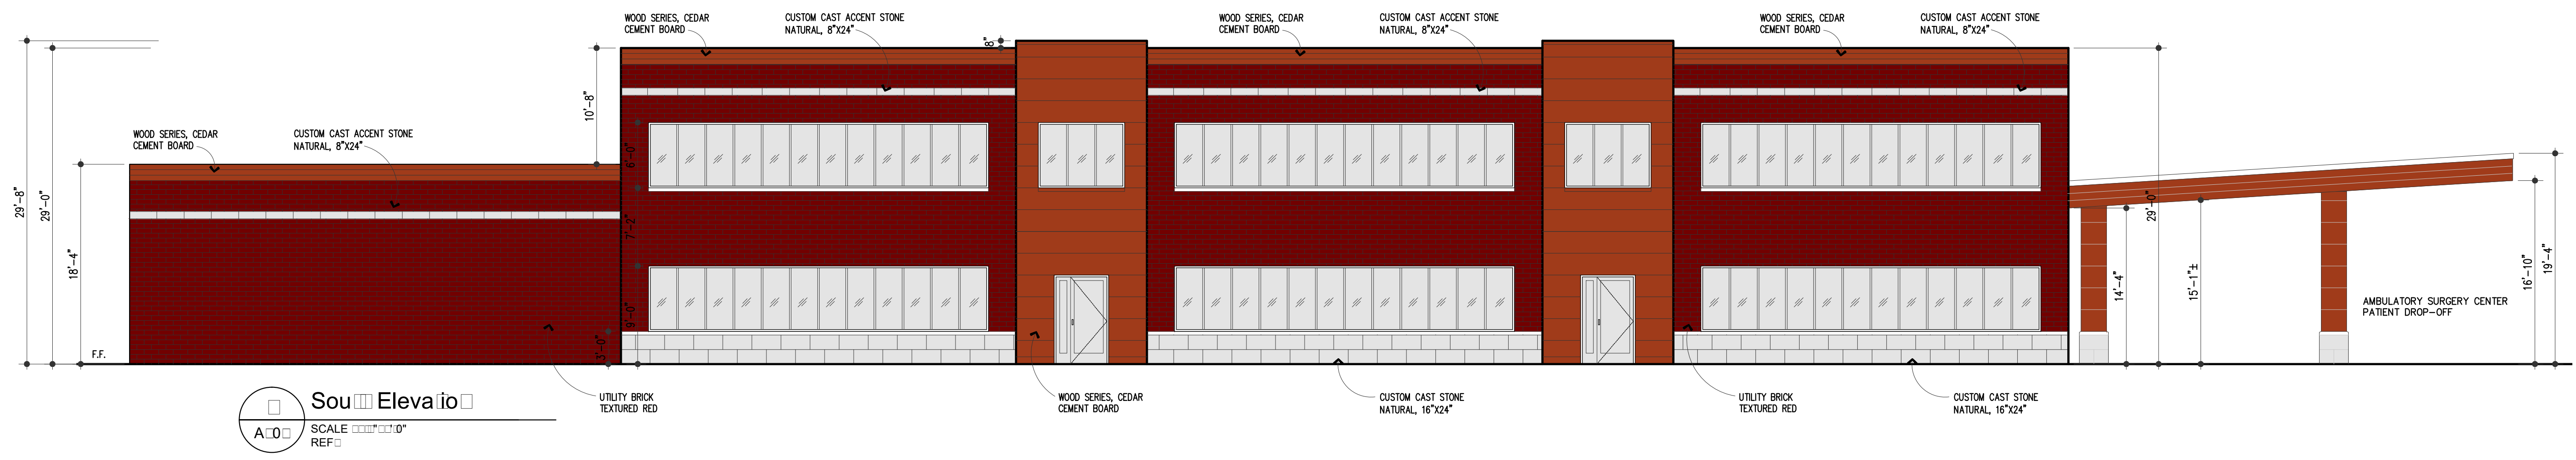 WOOD SERIES, CEDAR
CEMENT BOARD
CUSTOM CAST ACCENT STONE
NATURAL, 8"X24"
8"
WOOD SERIES, CEDAR
CEMENT BOARD
CUSTOM CAST ACCENT STONE
NATURAL, 8"X24"
WOOD SERIES, CEDAR
CEMENT BOARD
CUSTOM CAST ACCENT STONE
NATURAL, 8"X24"
10'-8"
WOOD SERIES, CEDAR
CEMENT BOARD
CUSTOM CAST ACCENT STONE
NATURAL, 8"X24"
29'-8"
29'-0"
18'-4"
6'-0"
7'-2"
9'-0"
3'-0"
29'-0"
14'-4"
15'-1"±
16'-10"
19'-4"
AMBULATORY SURGERY CENTER
PATIENT DROP-OFF
F.F.
UTILITY BRICK
TEXTURED RED
WOOD SERIES, CEDAR
CEMENT BOARD
CUSTOM CAST STONE
NATURAL, 16"X24"
UTILITY BRICK
TEXTURED RED
CUSTOM CAST STONE
NATURAL, 16"X24"
SCALE
REF